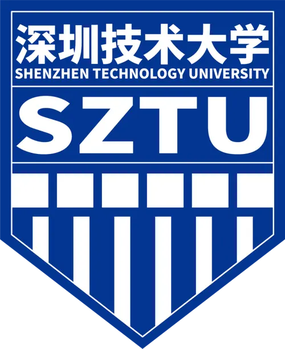 深圳技术大学
SHENZHEN TECHNOLOGY UNIVERSITY
SZTU